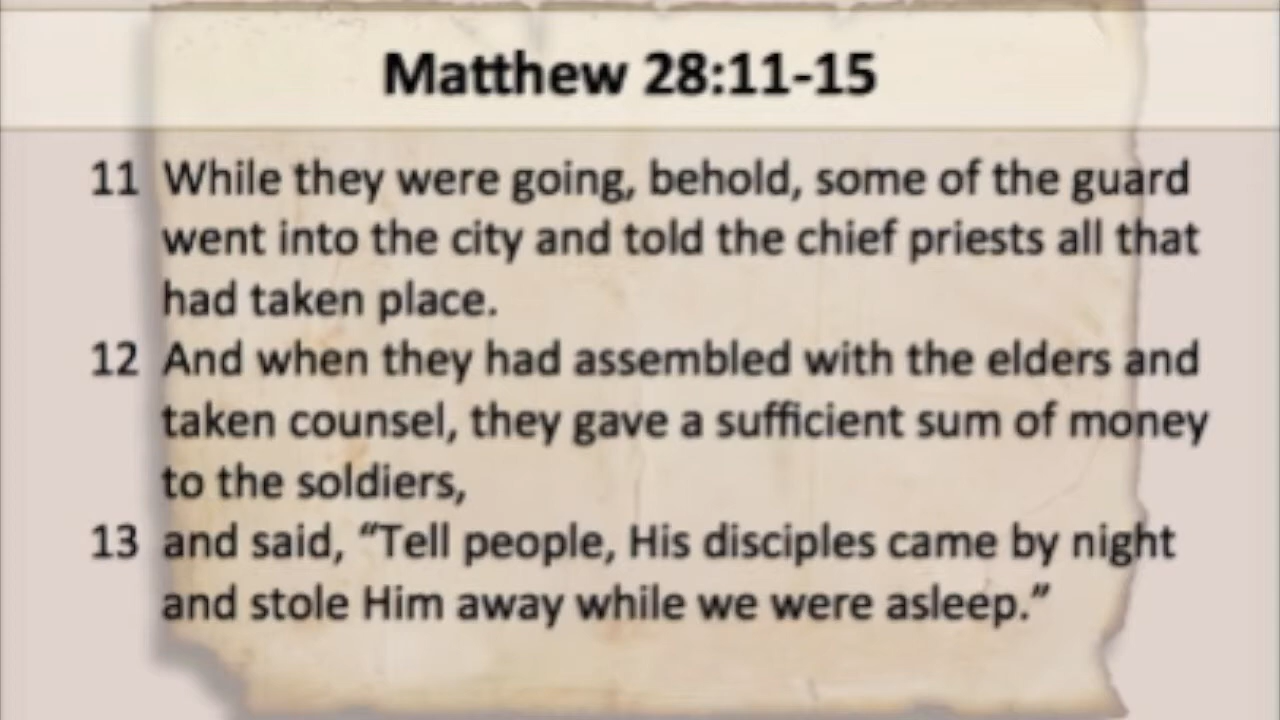 Matthew 28:11-15
11 While they were going, behold, some of the guard
went into the city and told the chief priests all that
had taken place.
12 And when they had assembled with the elders and
taken counsel, they gave a sufficient sum of money
to the soldiers,
13 and said, “Tell people, His disciples came by night
and stole Him away while we were asleep.”